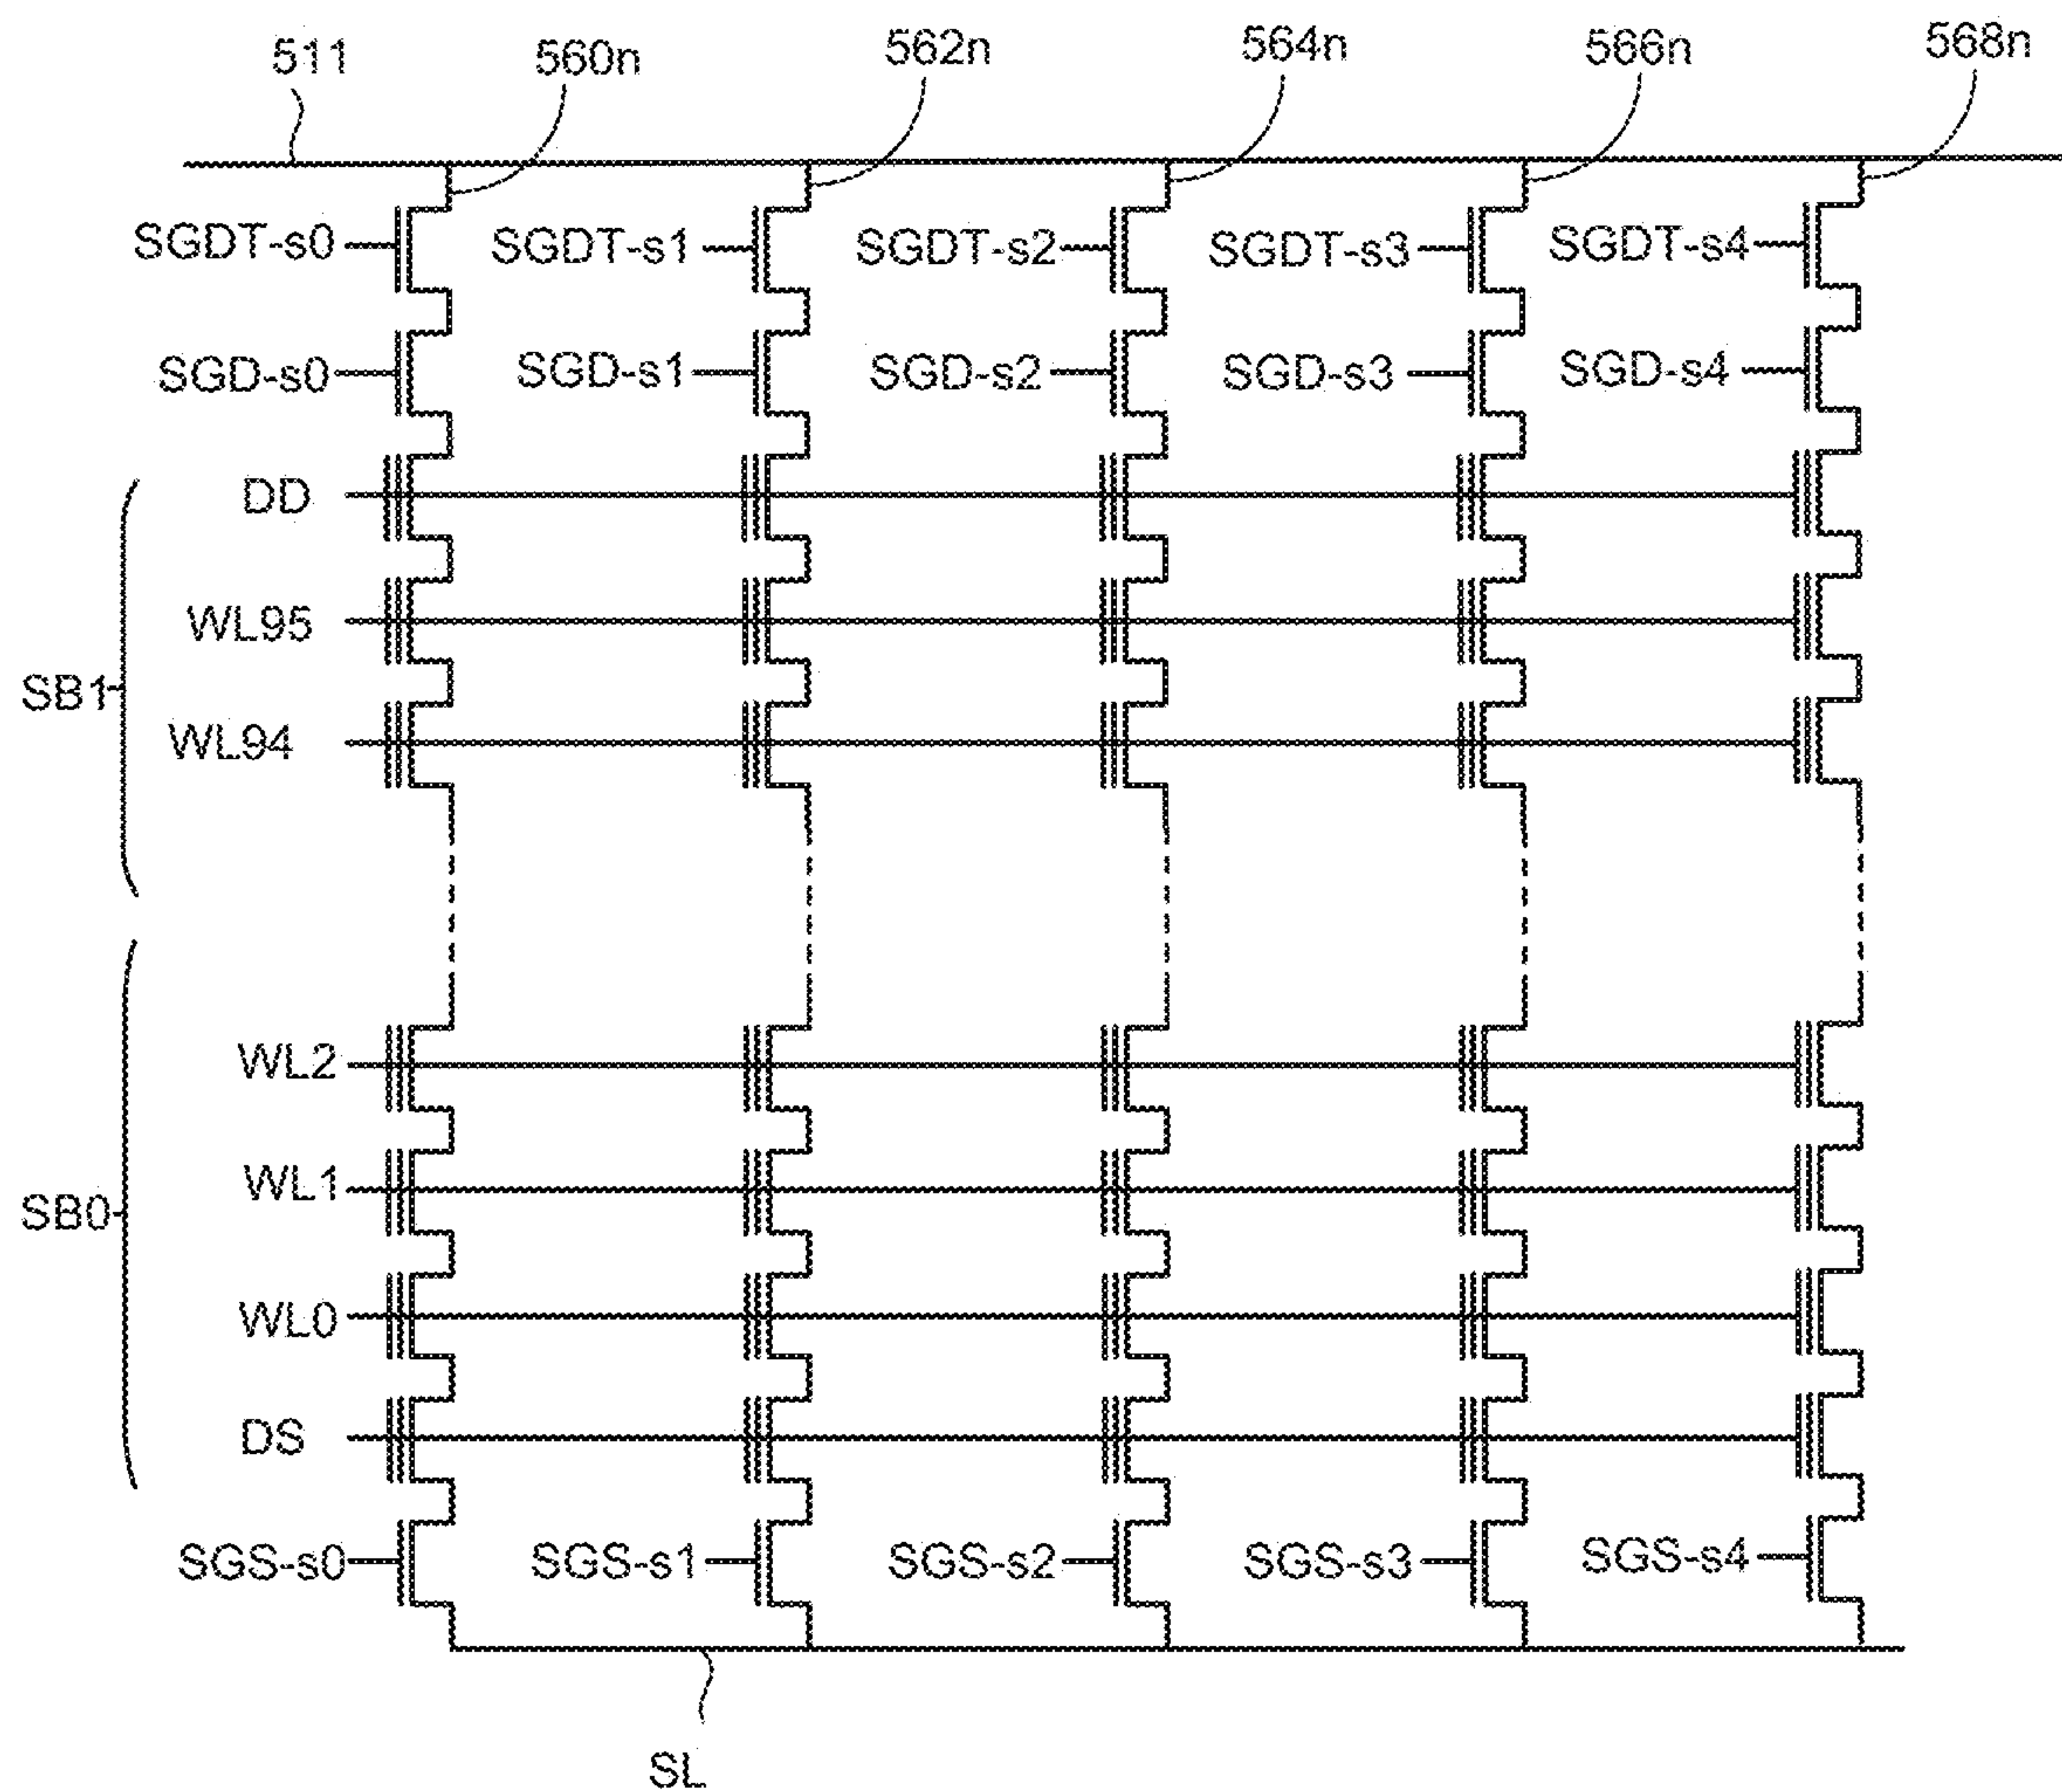 511 560n 562n 564n 566n 568n
SGDT-s0 SGDT-s1 SGDT-s2 SGDT-s3 SGDT-s4
SGD-s0 SGD-s1 SGD-s2 SGD-s3 SGD-s4
DD
WL95
SB1
WL94
WL2
WL1
SB0
WL0
DS
SGS-s0 SGS-s1 SGS-s2 SGS-s3 SGS-s4
SL